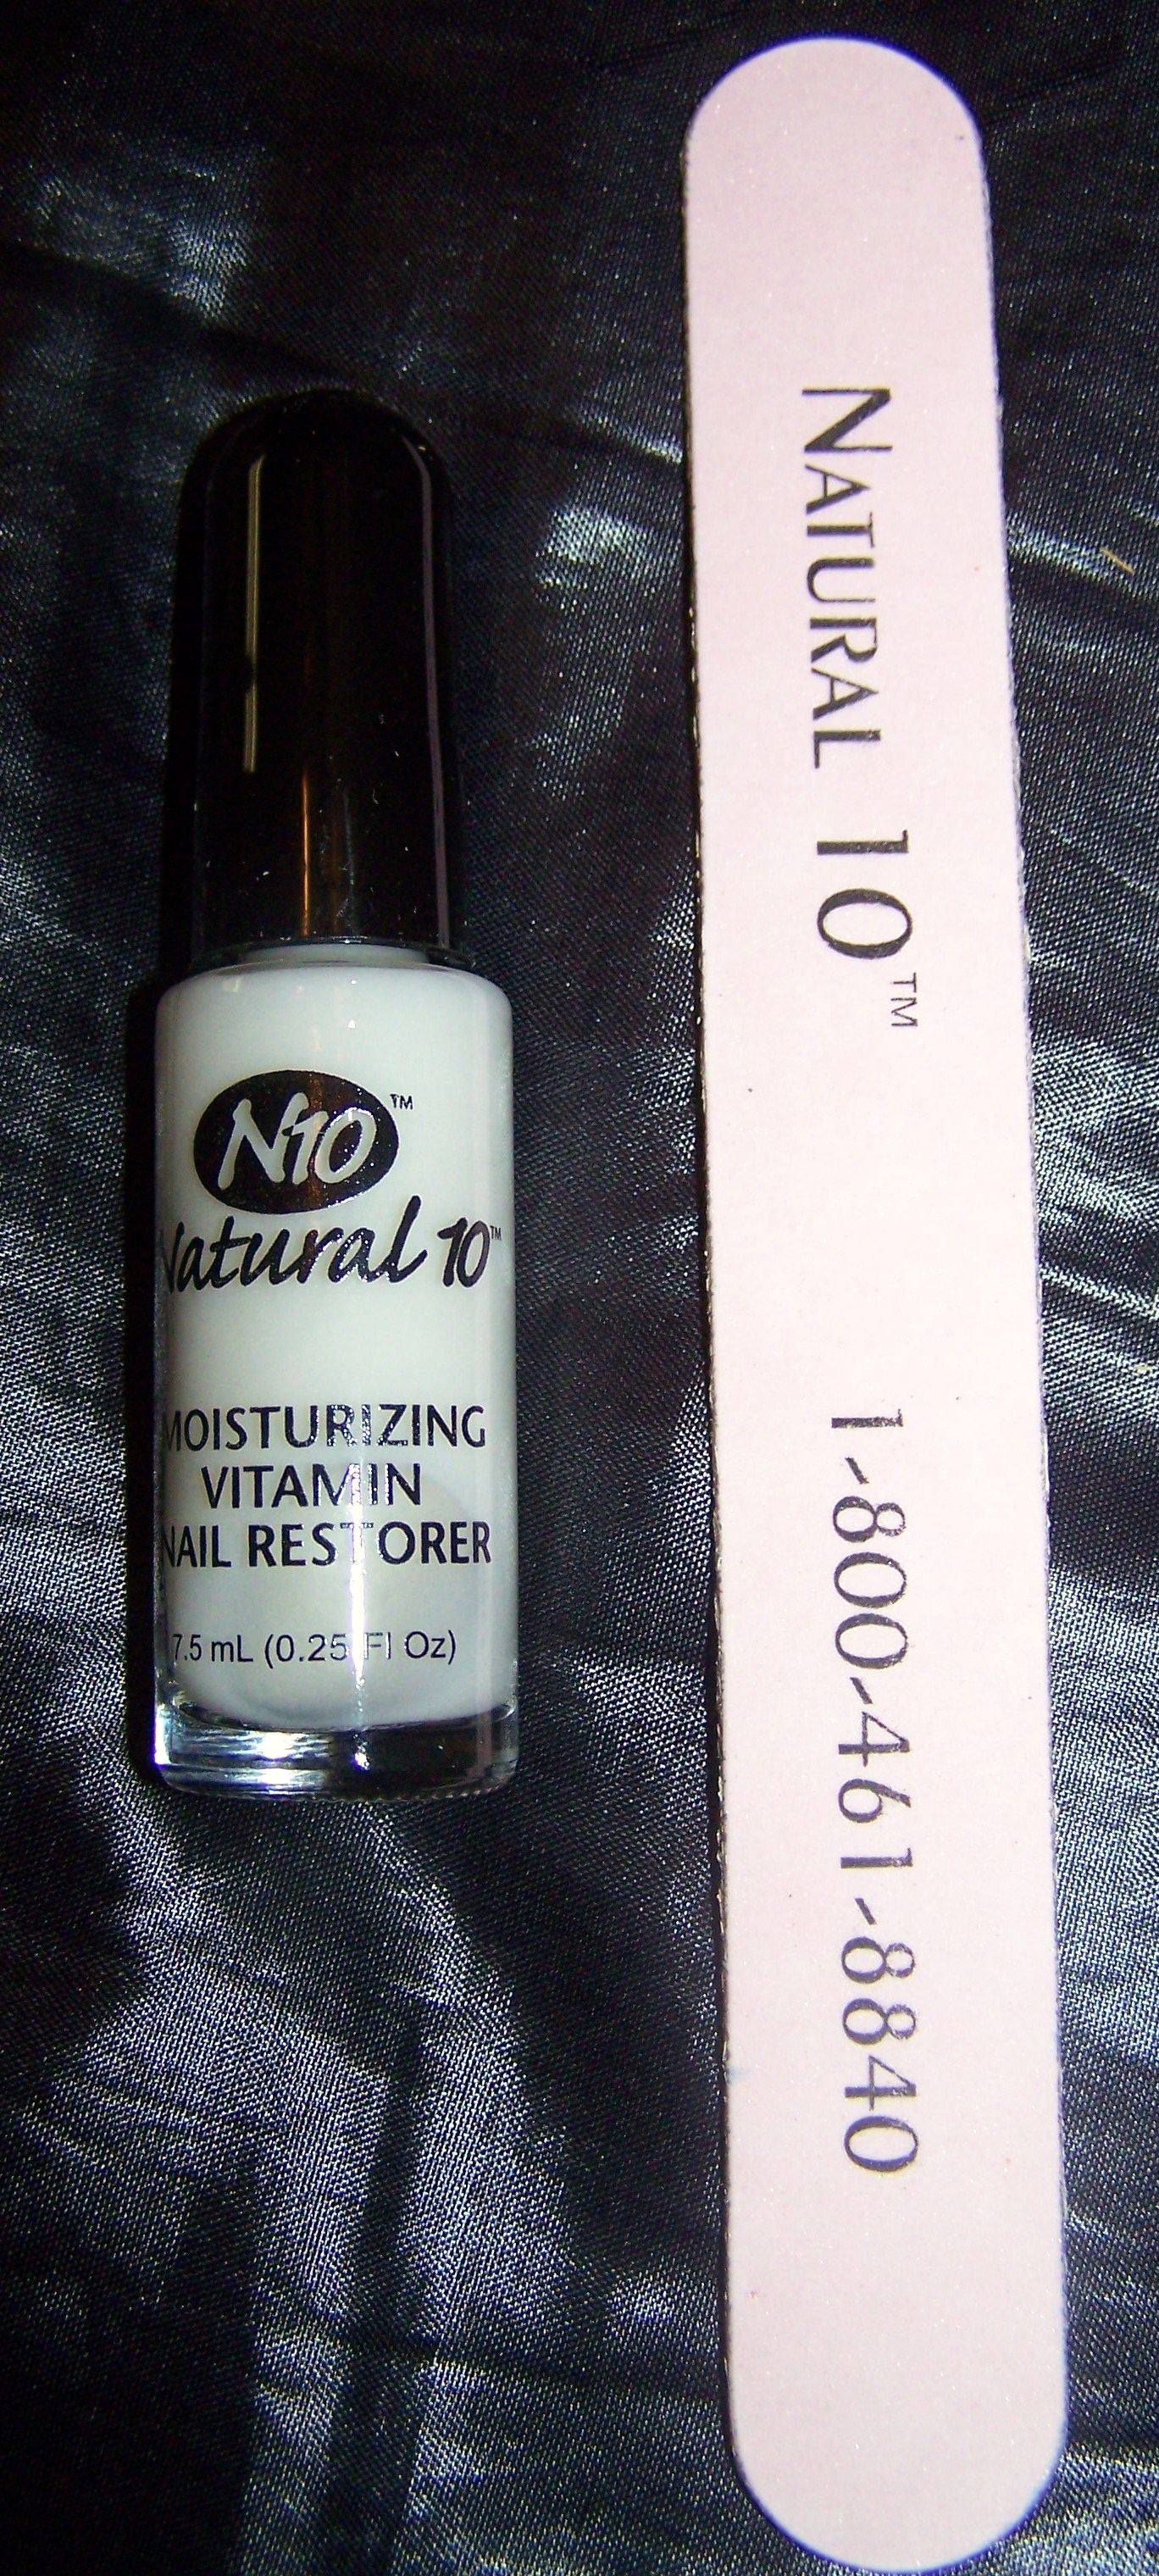 N10™
Natural 10™
MOISTURIZING
VITAMIN
NAIL RESTORER
7.5 mL (0.25 Fl Oz)
NATURAL 10™
1-800-461-8840